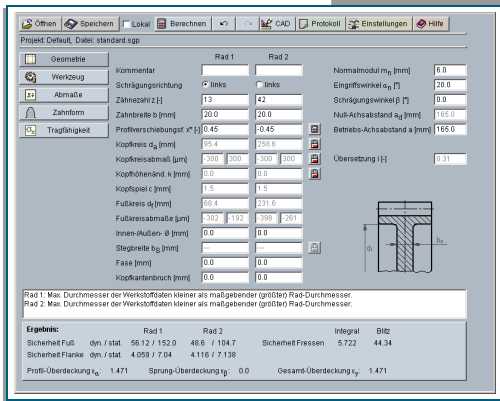 Öffnen Speichern Lokal Berechnen CAD Protokoll Einstellungen Hilfe
Projekt: Default, Datei: standard.sgp
Geometrie
Werkzeug
Abmaße
Zahnform
Tragfähigkeit
Rad 1 Rad 2
Kommentar
Schrägungsrichtung links links
Zähnezahl z [-] 13 42
Zahnbreite b [mm] 20.0 20.0
Profilverschiebungsf. x* [-] 0.45 -0.45
Kopfkreis da [mm] 95.4 258.6
Kopfkreisabmaß [µm] -300 300 -300 300
Kopfhöhenänd. k [mm] 0.0 0.0
Kopfspiel c [mm] 1.5 1.5
Fußkreis df [mm] 68.4 231.6
Fußkreisabmaße [µm] -302 -192 -398 -261
Innen-/Außen- Ø [mm] 0.0 0.0
Stegbreite bS [mm] --- ---
Fase [mm] 0.0 0.0
Kopfkantenbruch [mm] 0.0 0.0
Normalmodul mn [mm] 6.0
Eingriffswinkel αn [°] 20.0
Schrägungswinkel β [°] 0.0
Null-Achsabstand ad [mm] 165.0
Betriebs-Achsabstand a [mm] 165.0
Übersetzung i [-] 0.31
di bs
Rad 1: Max. Durchmesser der Werkstoffdaten kleiner als maßgebender (größter) Rad-Durchmesser.
Rad 2: Max. Durchmesser der Werkstoffdaten kleiner als maßgebender (größter) Rad-Durchmesser.
Ergebnis: Rad 1 Rad 2 Integral Blitz
Sicherheit Fuß dyn. / stat. 56.12 / 152.0 48.6 / 104.7 Sicherheit Fressen 5.722 44.34
Sicherheit Flanke dyn. / stat. 4.059 / 7.04 4.116 / 7.138
Profil-Überdeckung εα: 1.471 Sprung-Überdeckung εβ: 0.0 Gesamt-Überdeckung εγ: 1.471